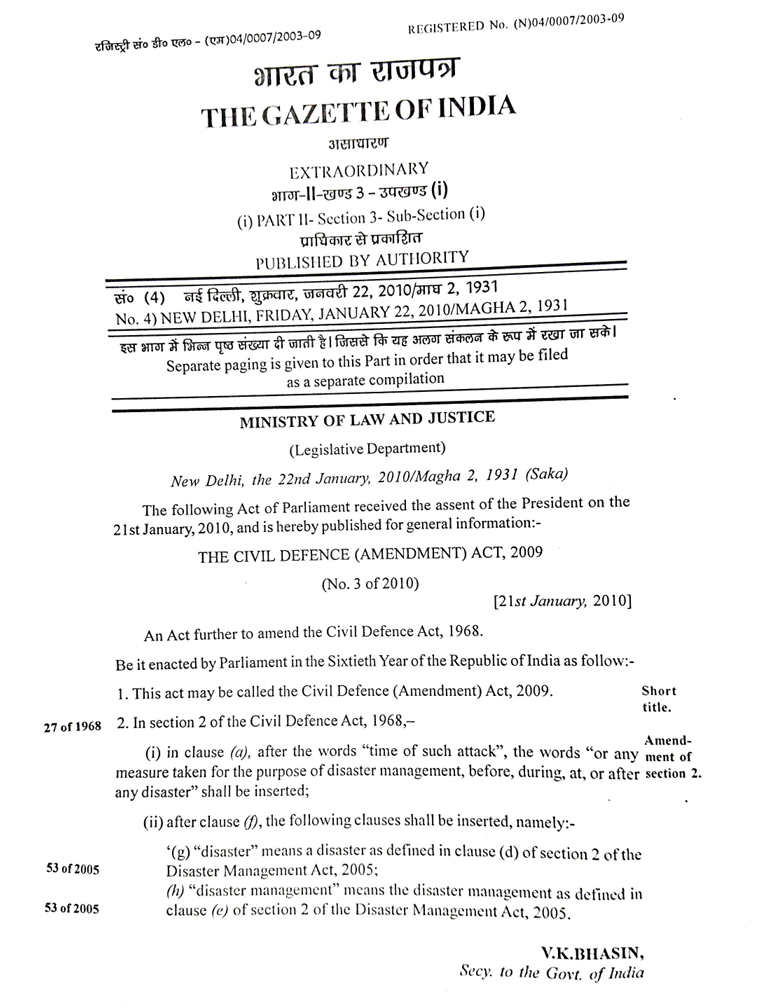 रजिस्ट्री सं० डी० एल० - (एम)04/0007/2003-09
REGISTERED No. (N)04/0007/2003-09
भारत का राजपत्र
THE GAZETTE OF INDIA
असाधारण
EXTRAORDINARY
भाग-II-खण्ड 3 - उपखण्ड (i)
(i) PART II- Section 3- Sub-Section (i)
प्राधिकार से प्रकाशित
PUBLISHED BY AUTHORITY
सं० (4) नई दिल्ली, शुक्रवार, जनवरी 22, 2010/माघ 2, 1931
No. 4) NEW DELHI, FRIDAY, JANUARY 22, 2010/MAGHA 2, 1931
इस भाग में भिन्न पृष्ठ संख्या दी जाती है। जिससे कि यह अलग संकलन के रूप में रखा जा सके।
Separate paging is given to this Part in order that it may be filed
as a separate compilation
MINISTRY OF LAW AND JUSTICE
(Legislative Department)
New Delhi, the 22nd January, 2010/Magha 2, 1931 (Saka)
The following Act of Parliament received the assent of the President on the
21st January, 2010, and is hereby published for general information:-
THE CIVIL DEFENCE (AMENDMENT) ACT, 2009
(No. 3 of 2010)
[21st January, 2010]
An Act further to amend the Civil Defence Act, 1968.
Be it enacted by Parliament in the Sixtieth Year of the Republic of India as follow:-
1. This act may be called the Civil Defence (Amendment) Act, 2009.
Short
title.
27 of 1968
2. In section 2 of the Civil Defence Act, 1968,–
(i) in clause (a), after the words “time of such attack”, the words “or any
measure taken for the purpose of disaster management, before, during, at, or after
any disaster” shall be inserted;
Amend-
ment of
section 2.
(ii) after clause (f), the following clauses shall be inserted, namely:-
‘(g) “disaster” means a disaster as defined in clause (d) of section 2 of the
53 of 2005
Disaster Management Act, 2005;
(h) “disaster management” means the disaster management as defined in
53 of 2005
clause (e) of section 2 of the Disaster Management Act, 2005.
V.K.BHASIN,
Secy. to the Govt. of India